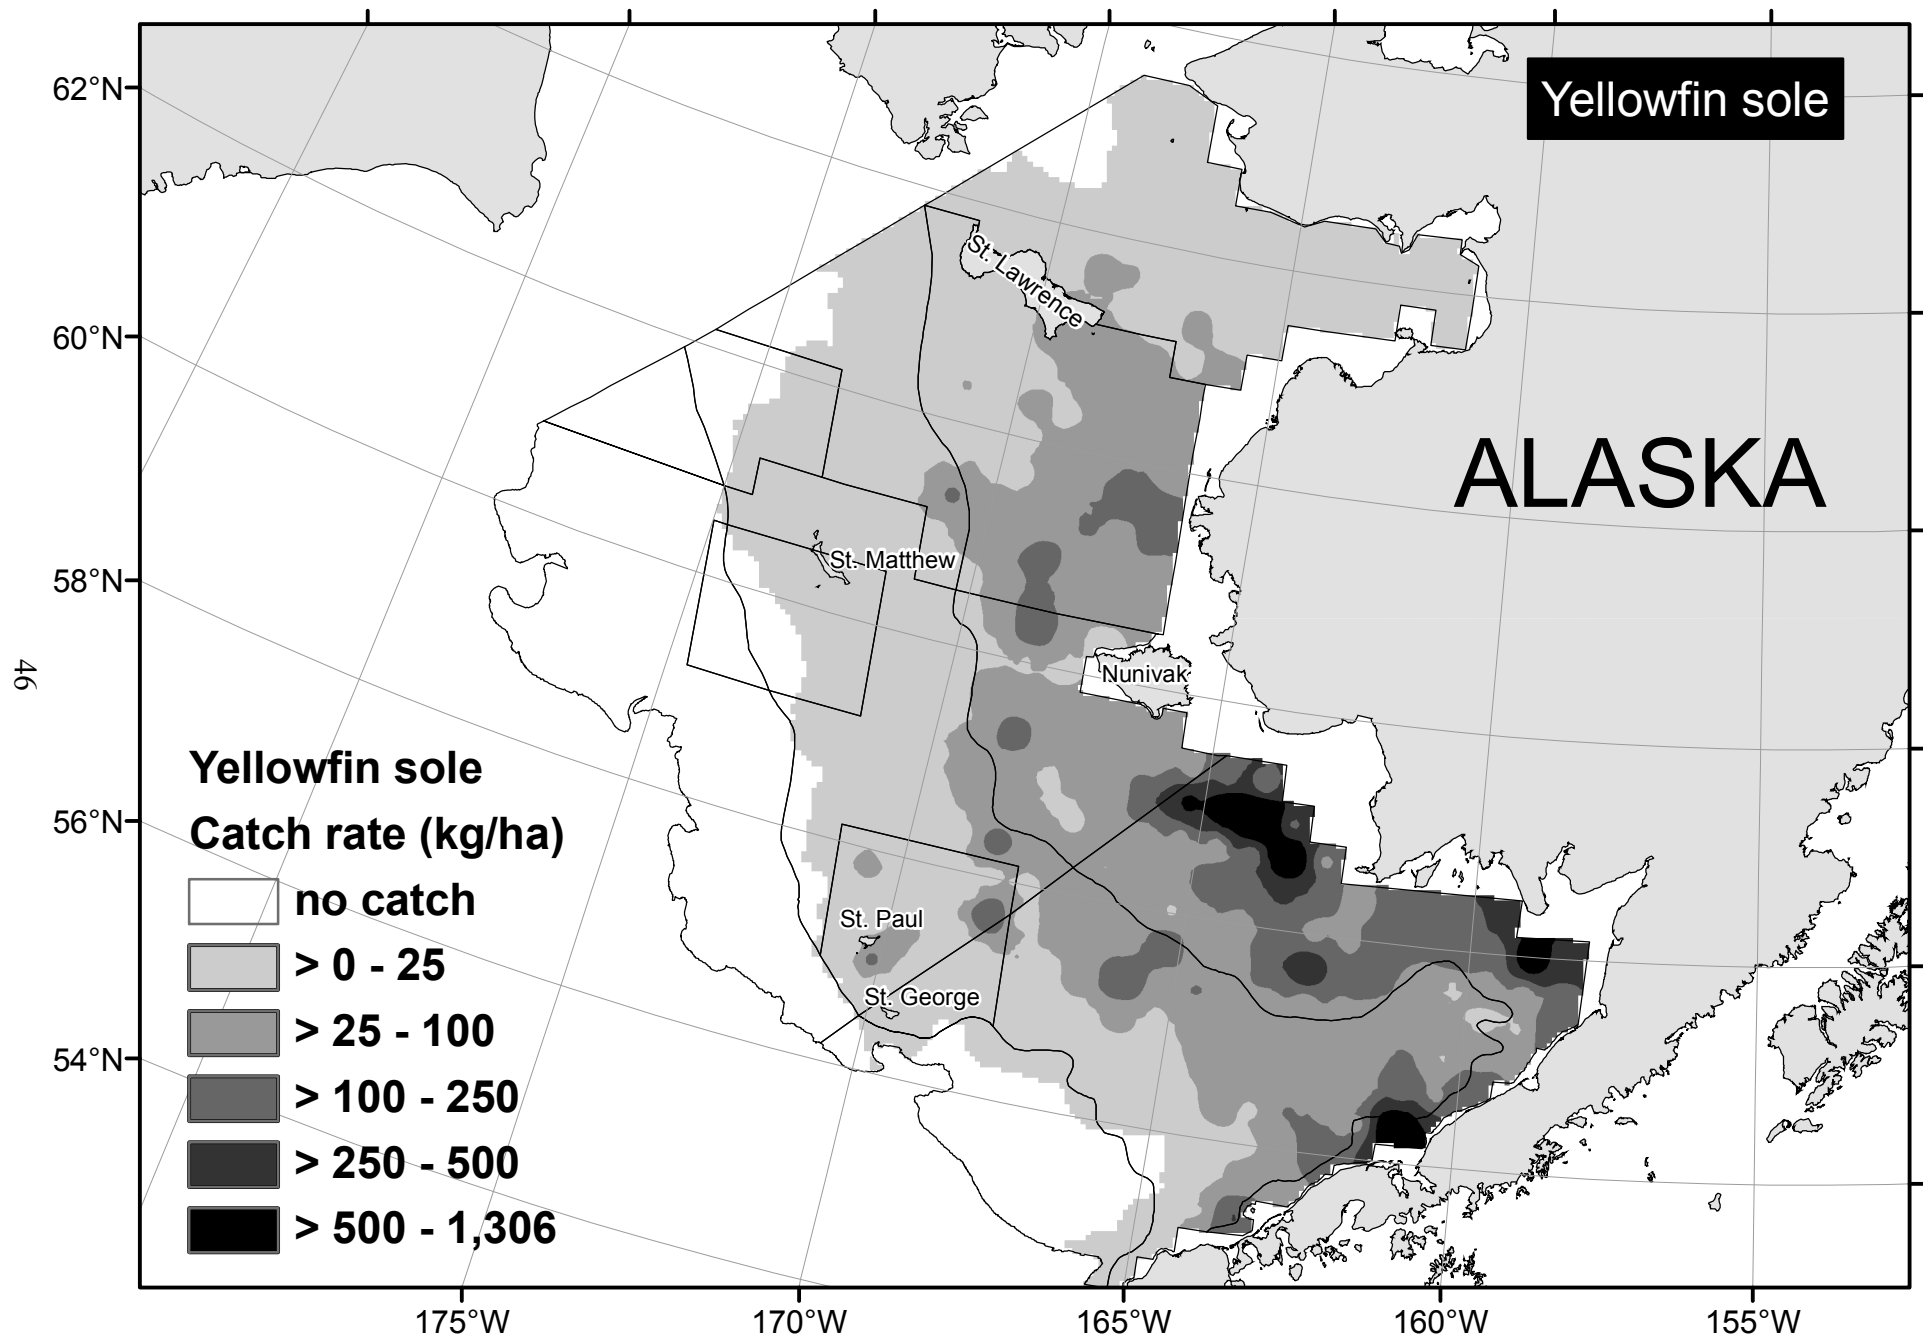 Yellowfin sole
62°N
60°N
58°N
56°N
54°N
ALASKA
St. Lawrence
St. Matthew
Nunivak
St. Paul
St. George
Yellowfin sole
Catch rate (kg/ha)
no catch
> 0 - 25
> 25 - 100
> 100 - 250
> 250 - 500
> 500 - 1,306
175°W
170°W
165°W
160°W
155°W
46